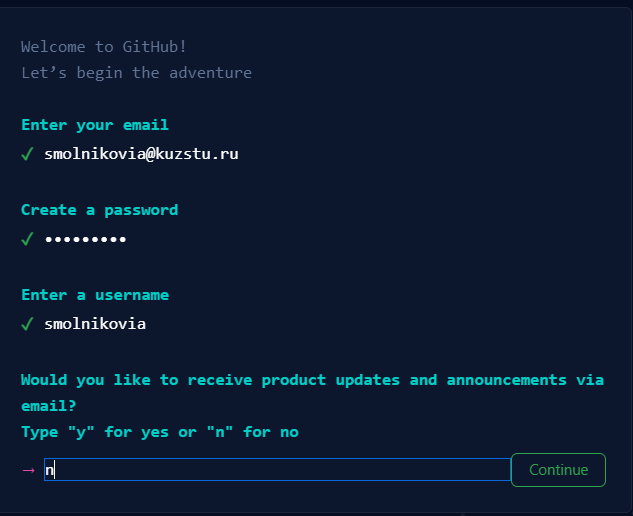 Welcome to GitHub!
Let’s begin the adventure
Enter your email
✓ smolnikovia@kuzstu.ru
Create a password
✓ •••••••••
Enter a username
✓ smolnikovia
Would you like to receive product updates and announcements via
email?
Type "y" for yes or "n" for no
→ n Continue